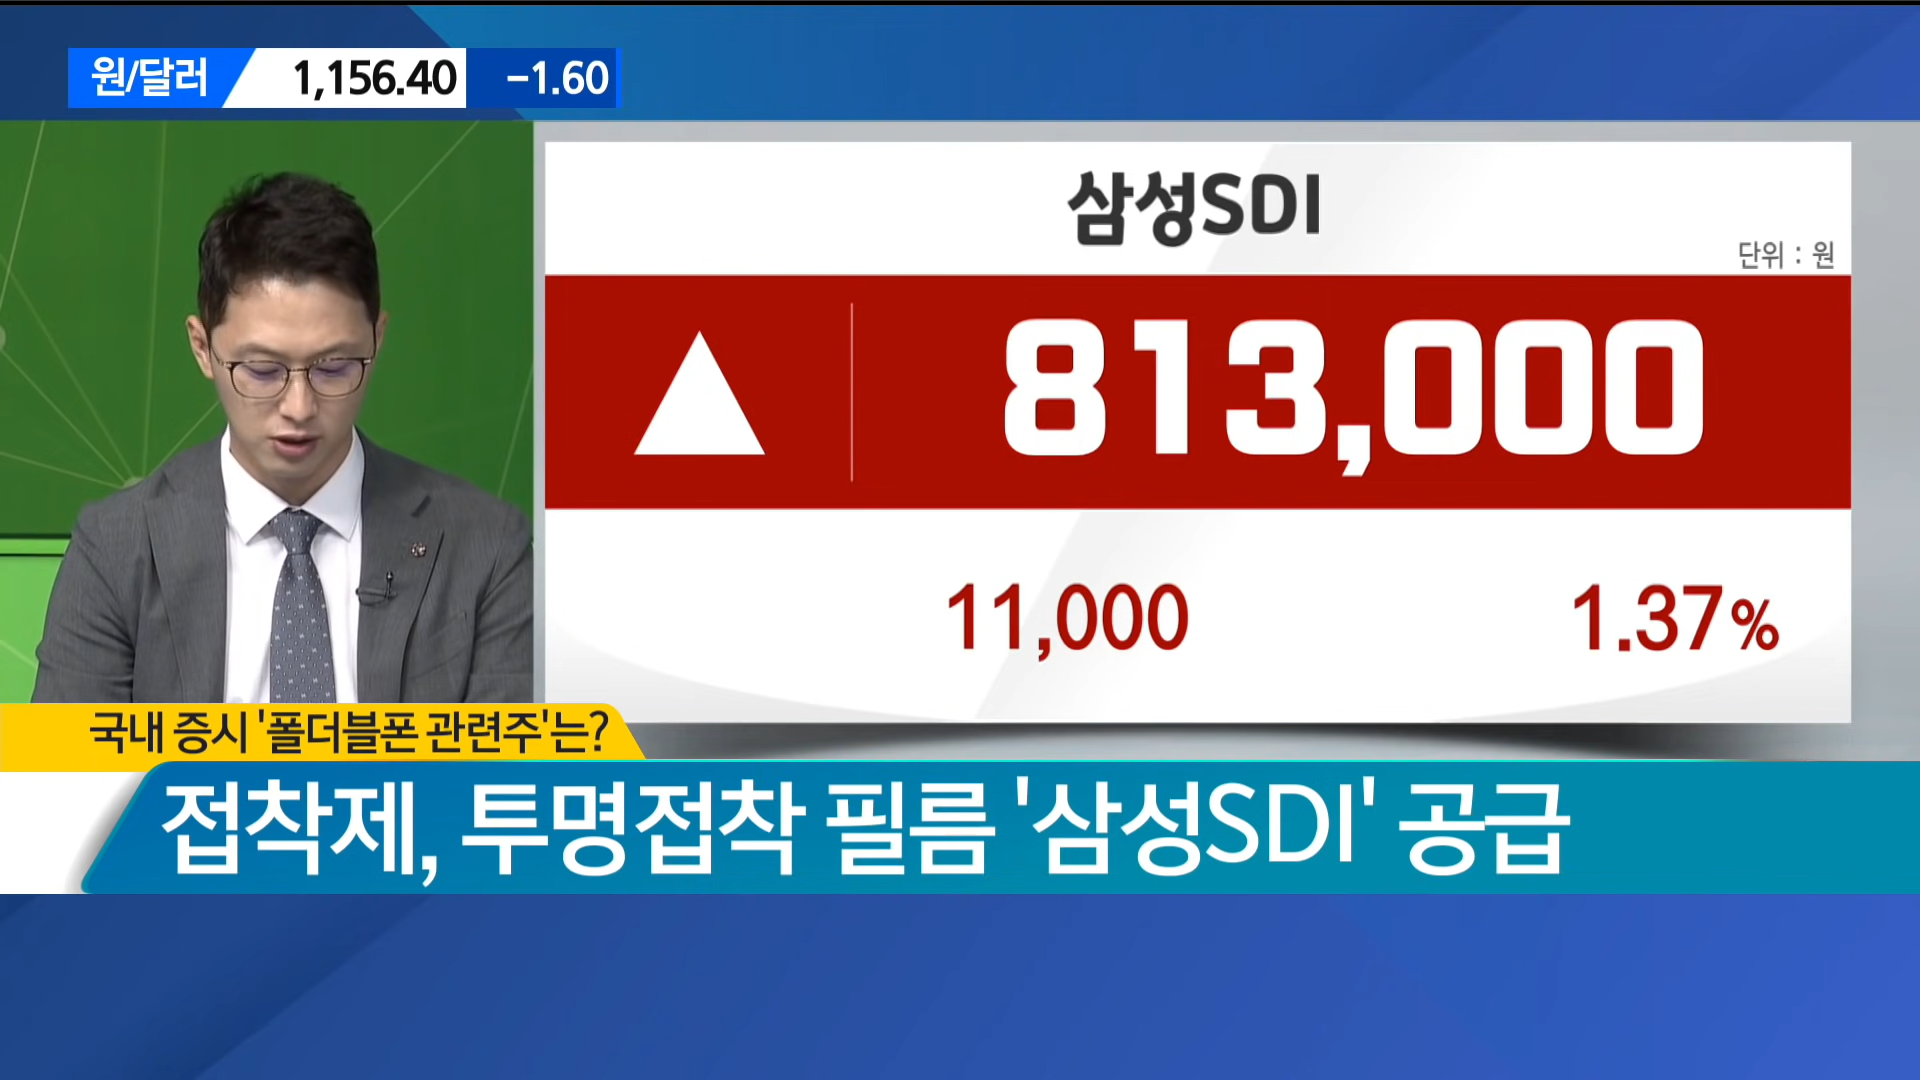 원/달러 1,156.40 -1.60
삼성SDI
단위 : 원
▲ 813,000
11,000 1.37%
국내 증시 '폴더블폰 관련주'는?
접착제, 투명접착 필름 '삼성SDI' 공급